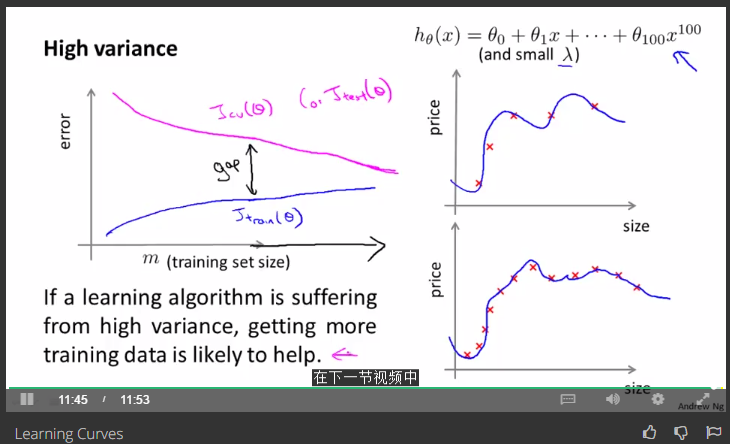 High variance
hθ(x) = θ₀ + θ₁x + ··· + θ₁₀₀x¹⁰⁰
(and small λ)
error
Jcv(θ) (or Jtest(θ))
gap
Jtrain(θ)
m (training set size)
price
size
price
size
If a learning algorithm is suffering
from high variance, getting more
training data is likely to help.
在下一节视频中
11:45 / 11:53
Andrew Ng
Learning Curves